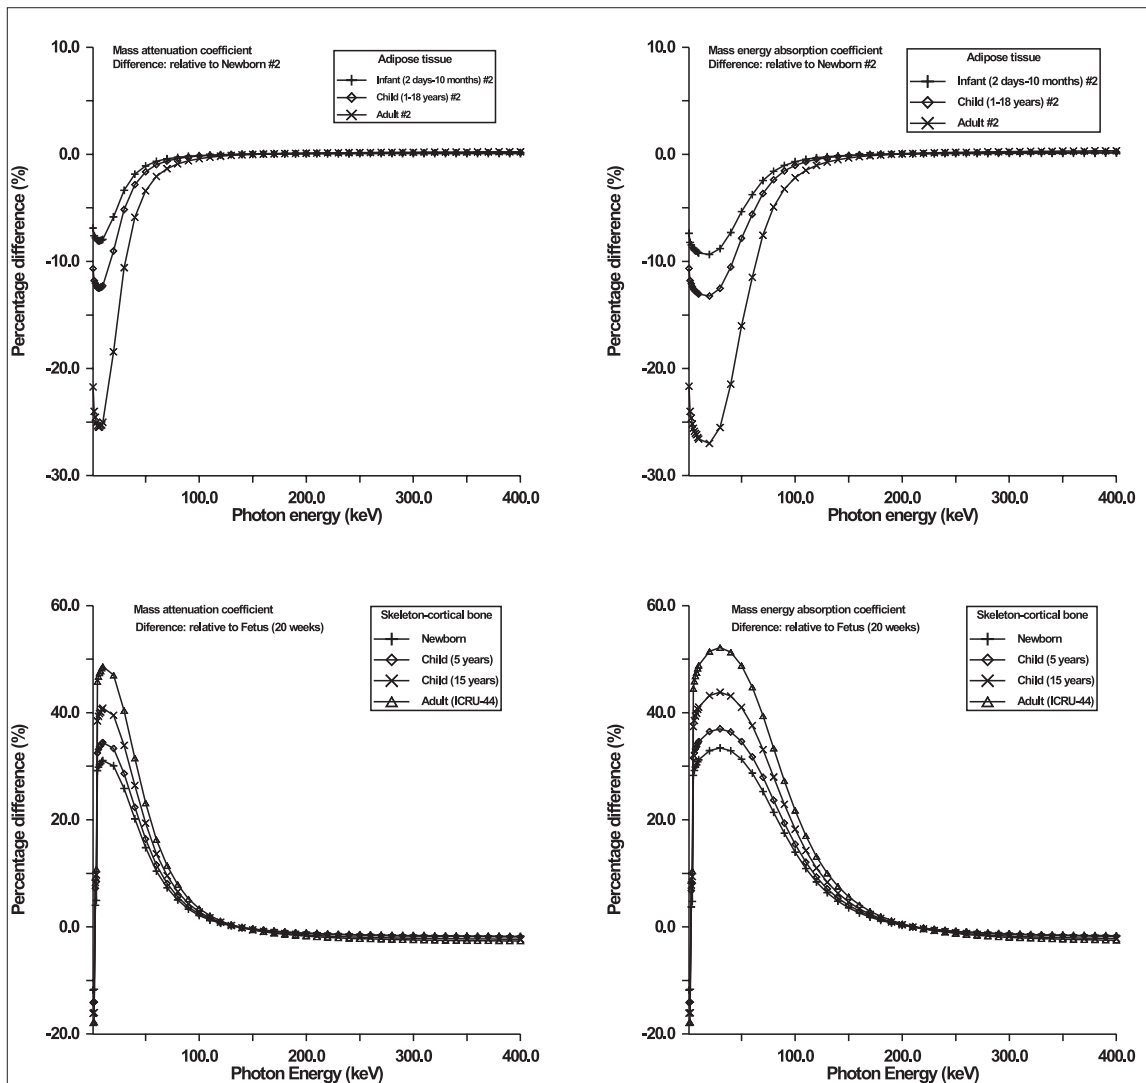 Mass attenuation coefficient
Difference: relative to Newborn #2
Adipose tissue
Infant (2 days-10 months) #2
Child (1-18 years) #2
Adult #2
10.0
0.0
-10.0
-20.0
-30.0
Percentage difference (%)
100.0
200.0
300.0
400.0
Photon energy (keV)
Mass energy absorption coefficient
Difference: relative to Newborn #2
Adipose tissue
Infant (2 days-10 months) #2
Child (1-18 years) #2
Adult #2
10.0
0.0
-10.0
-20.0
-30.0
Percentage difference (%)
100.0
200.0
300.0
400.0
Photon energy (keV)
Mass attenuation coefficient
Diference: relative to Fetus (20 weeks)
Skeleton-cortical bone
Newborn
Child (5 years)
Child (15 years)
Adult (ICRU-44)
60.0
40.0
20.0
0.0
-20.0
Percentage difference (%)
100.0
200.0
300.0
400.0
Photon Energy (keV)
Mass energy absorption coefficient
Diference: relative to Fetus (20 weeks)
Skeleton-cortical bone
Newborn
Child (5 years)
Child (15 years)
Adult (ICRU-44)
60.0
40.0
20.0
0.0
-20.0
Percentage difference (%)
100.0
200.0
300.0
400.0
Photon Energy (keV)